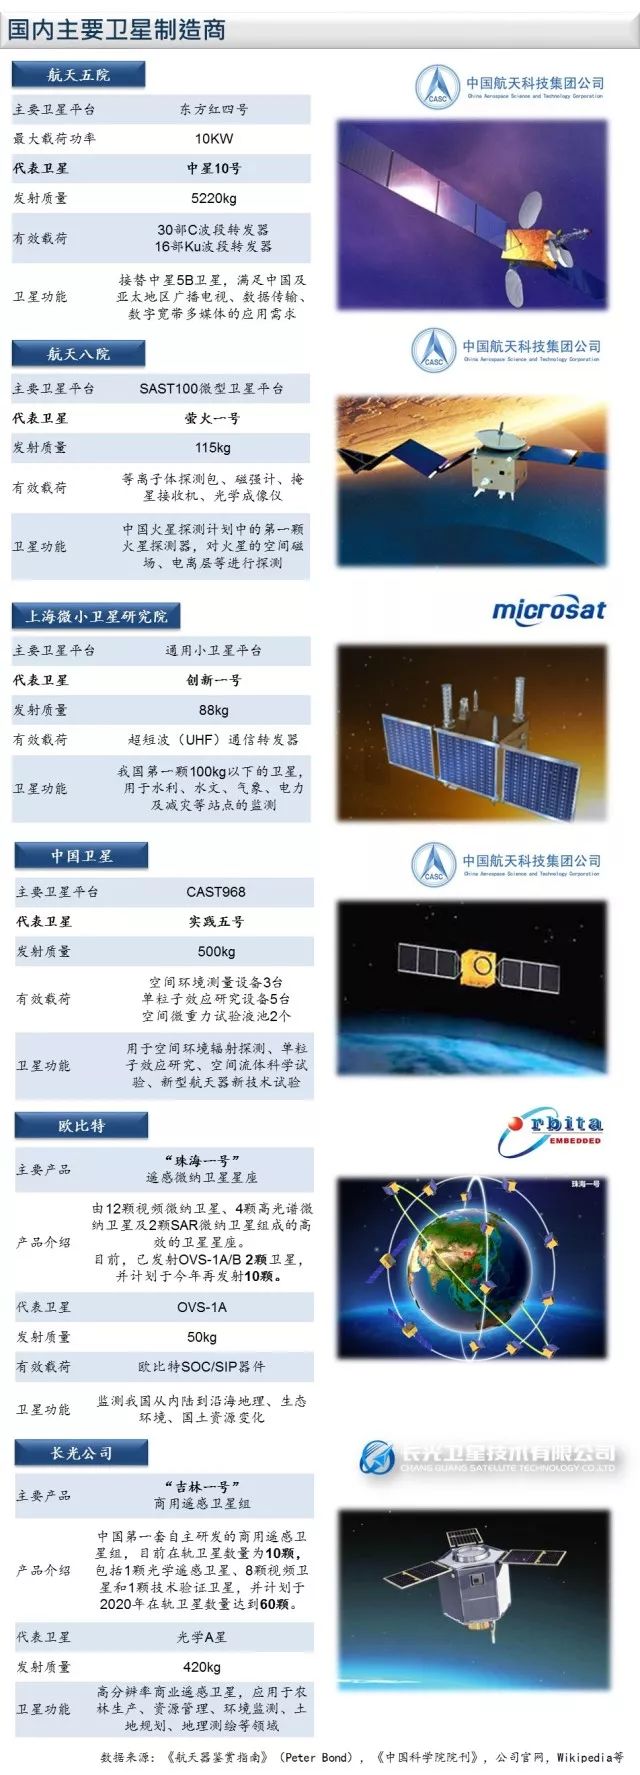 国内主要卫星制造商
航天五院
CASC
中国航天科技集团公司
China Aerospace Science and Technology Corporation
主要卫星平台 东方红四号
最大载荷功率 10KW
代表卫星 中星10号
发射质量 5220kg
有效载荷 30部C波段转发器
16部Ku波段转发器
卫星功能 接替中星5B卫星，满足中国及
亚太地区广播电视、数据传输、
数字宽带多媒体的应用需求
航天八院
CASC
中国航天科技集团公司
China Aerospace Science and Technology Corporation
主要卫星平台 SAST100微型卫星平台
代表卫星 萤火一号
发射质量 115kg
有效载荷 等离子体探测包、磁强计、掩
星接收机、光学成像仪
卫星功能 中国火星探测计划中的第一颗
火星探测器，对火星的空间磁
场、电离层等进行探测
上海微小卫星研究院
microsat
主要卫星平台 通用小卫星平台
代表卫星 创新一号
发射质量 88kg
有效载荷 超短波（UHF）通信转发器
卫星功能 我国第一颗100kg以下的卫星，
用于水利、水文、气象、电力
及减灾等站点的监测
中国卫星
CASC
中国航天科技集团公司
China Aerospace Science and Technology Corporation
主要卫星平台 CAST968
代表卫星 实践五号
发射质量 500kg
有效载荷 空间环境测量设备3台
单粒子效应研究设备5台
空间微重力试验液池2个
卫星功能 用于空间环境辐射探测、单粒
子效应研究、空间流体科学试
验、新型航天器新技术试验
欧比特
Orbita
EMBEDDED
主要产品 “珠海一号”
遥感微纳卫星星座
珠海一号
产品介绍 由12颗视频微纳卫星、4颗高光谱微
纳卫星及2颗SAR微纳卫星组成的高
效的卫星星座。
目前，已发射OVS-1A/B 2颗卫星，
并计划于今年再发射10颗。
代表卫星 OVS-1A
发射质量 50kg
有效载荷 欧比特SOC/SIP器件
卫星功能 监测我国从内陆到沿海地理、生态
环境、国土资源变化
长光公司
长光卫星技术有限公司
CHANG GUANG SATELLITE TECHNOLOGY CO.,LTD
主要产品 “吉林一号”
商用遥感卫星组
产品介绍 中国第一套自主研发的商用遥感卫
星组，目前在轨卫星数量为10颗，
包括1颗光学遥感卫星、8颗视频卫
星和1颗技术验证卫星，并计划于
2020年在轨卫星数量达到60颗。
代表卫星 光学A星
发射质量 420kg
卫星功能 高分辨率商业遥感卫星，应用于农
林生产、资源管理、环境监测、土
地规划、地理测绘等领域
数据来源：《航天器鉴赏指南》（Peter Bond），《中国科学院院刊》，公司官网，Wikipedia等